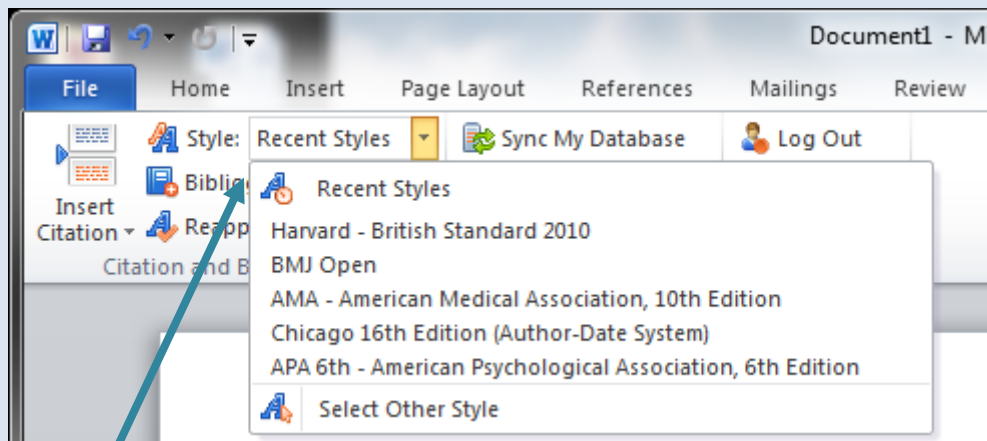 W
Document1 - M
File Home Insert Page Layout References Mailings Review
Style: Recent Styles Sync My Database Log Out
Recent Styles
Insert
Citation
Harvard - British Standard 2010
BMJ Open
Citation and B
AMA - American Medical Association, 10th Edition
Chicago 16th Edition (Author-Date System)
APA 6th - American Psychological Association, 6th Edition
Select Other Style